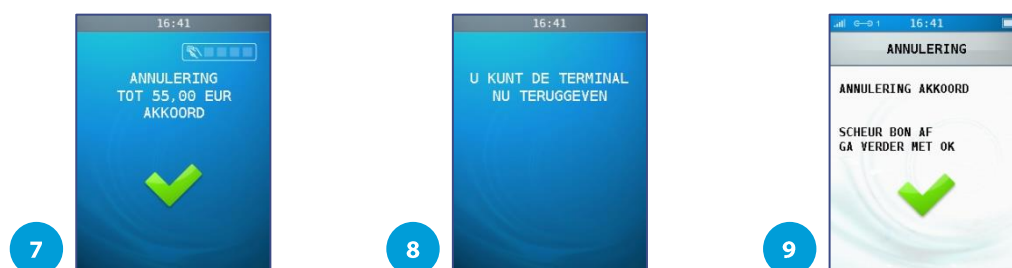 16:41
ANNULERING
TOT 55,00 EUR
AKKOORD
7
16:41
U KUNT DE TERMINAL
NU TERUGGEVEN
8
1 16:41
ANNULERING
ANNULERING AKKOORD
SCHEUR BON AF
GA VERDER MET OK
9